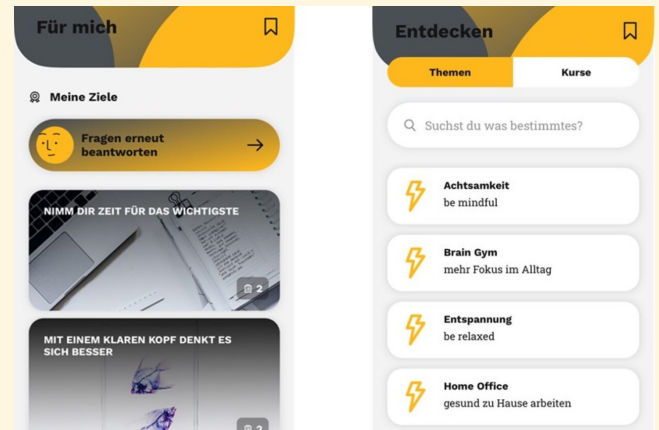 Für mich
Meine Ziele
Fragen erneut
beantworten
NIMM DIR ZEIT FÜR DAS WICHTIGSTE
2
MIT EINEM KLAREN KOPF DENKT ES
SICH BESSER
2
Entdecken
Themen
Kurse
Suchst du was bestimmtes?
Achtsamkeit
be mindful
Brain Gym
mehr Fokus im Alltag
Entspannung
be relaxed
Home Office
gesund zu Hause arbeiten